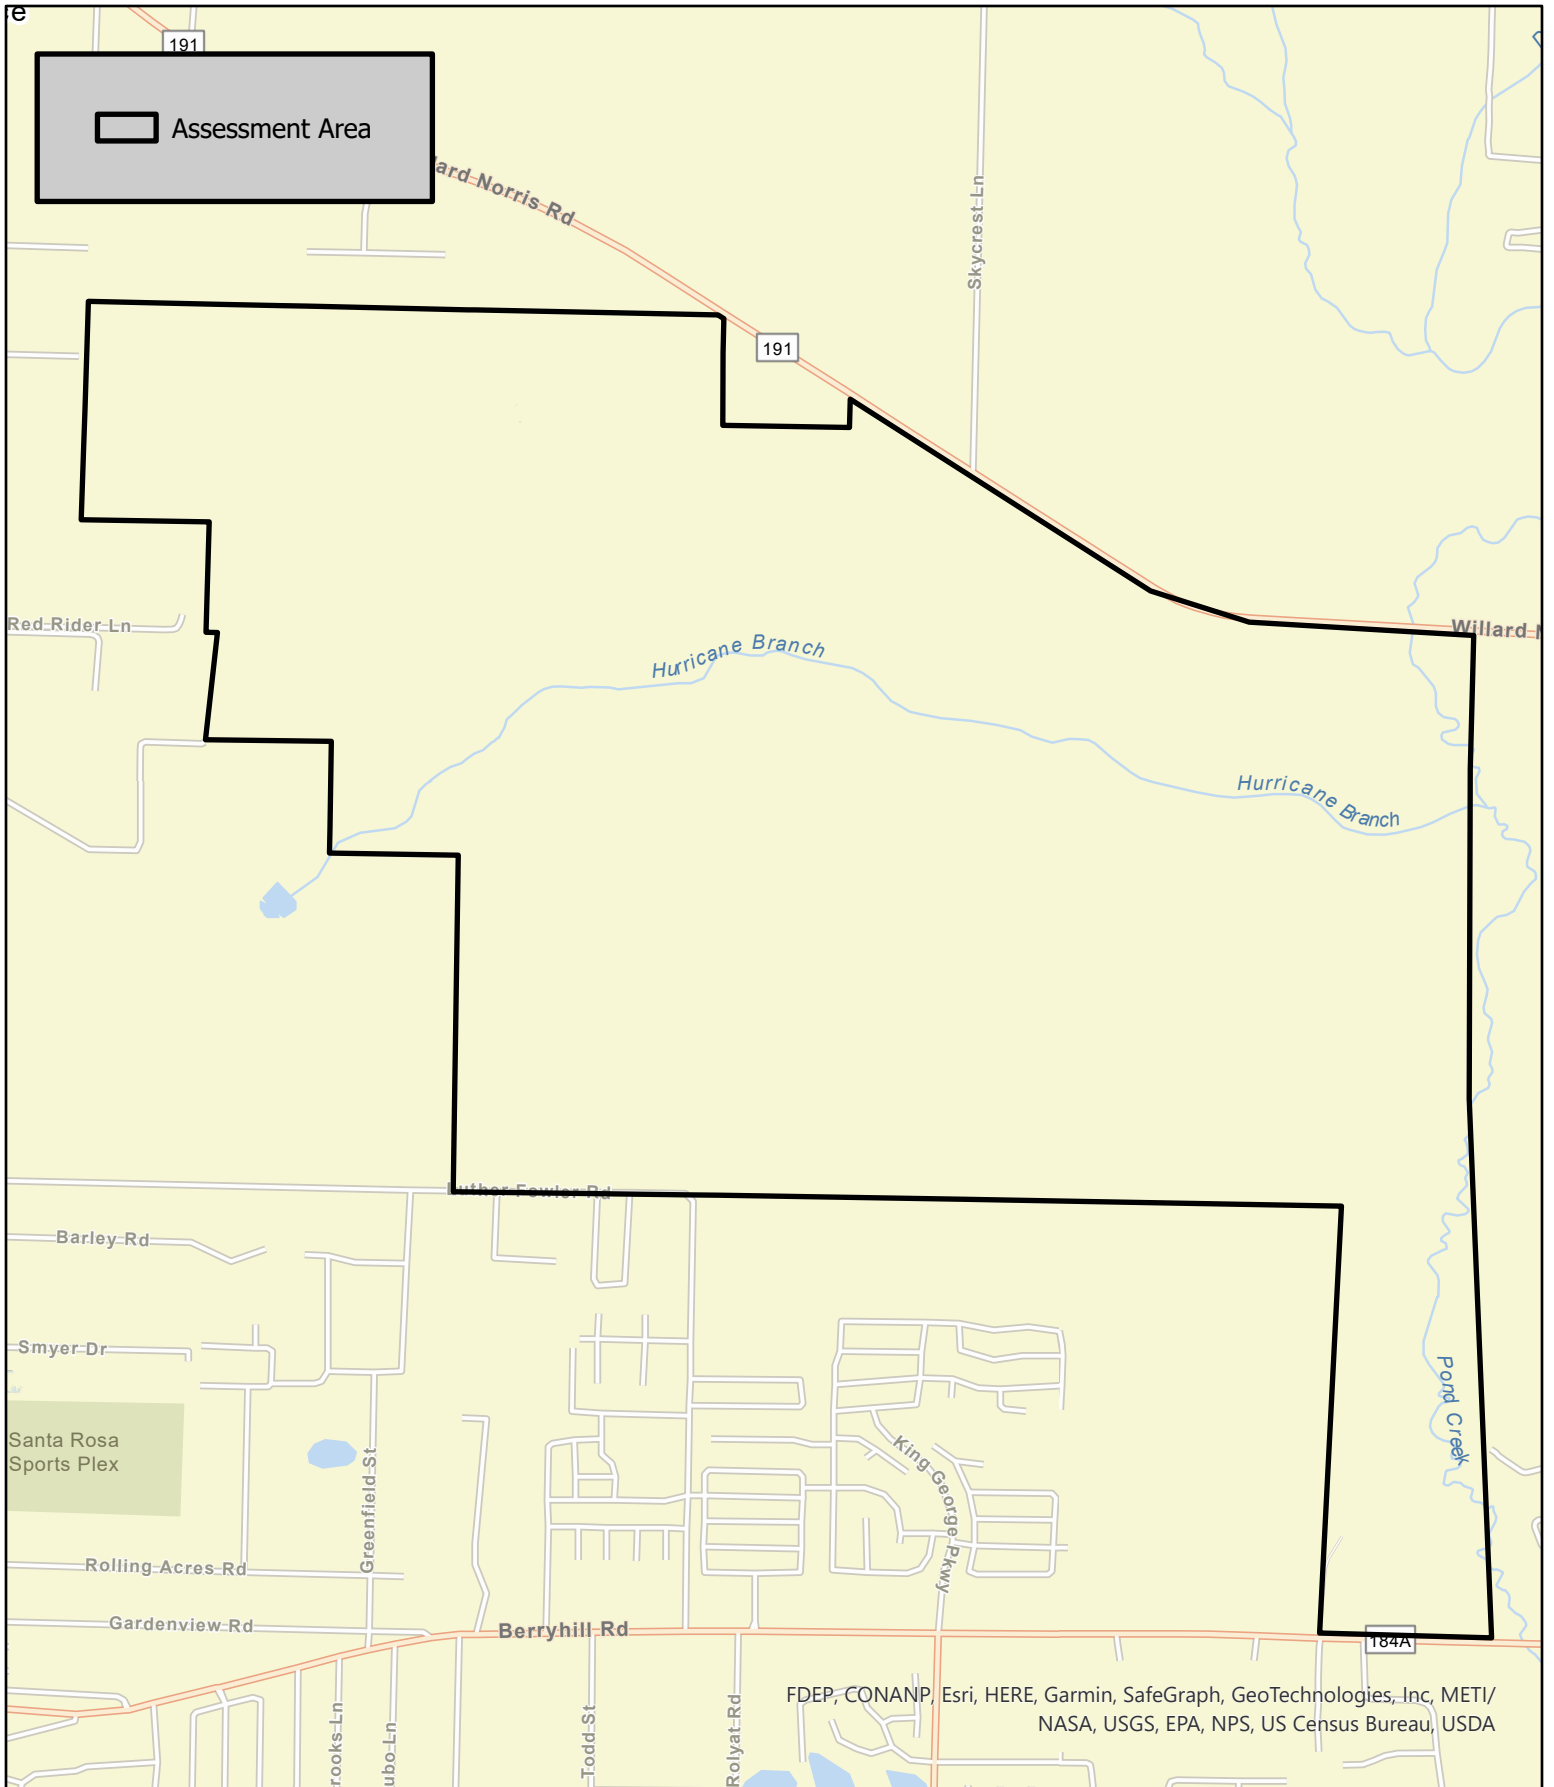 191
Assessment Area
Norris Rd
Skycrest Ln
191
Red Rider Ln
Willard
Hurricane Branch
Hurricane Branch
Luther Fowler Rd
Barley Rd
Smyer Dr
Santa Rosa
Sports Plex
Greenfield St
King George Pkwy
Pond Creek
Rolling Acres Rd
Gardenview Rd
Berryhill Rd
184A
Todd St
Rolyat Rd
FDEP, CONANP, Esri, HERE, Garmin, SafeGraph, GeoTechnologies, Inc, METI/
NASA, USGS, EPA, NPS, US Census Bureau, USDA